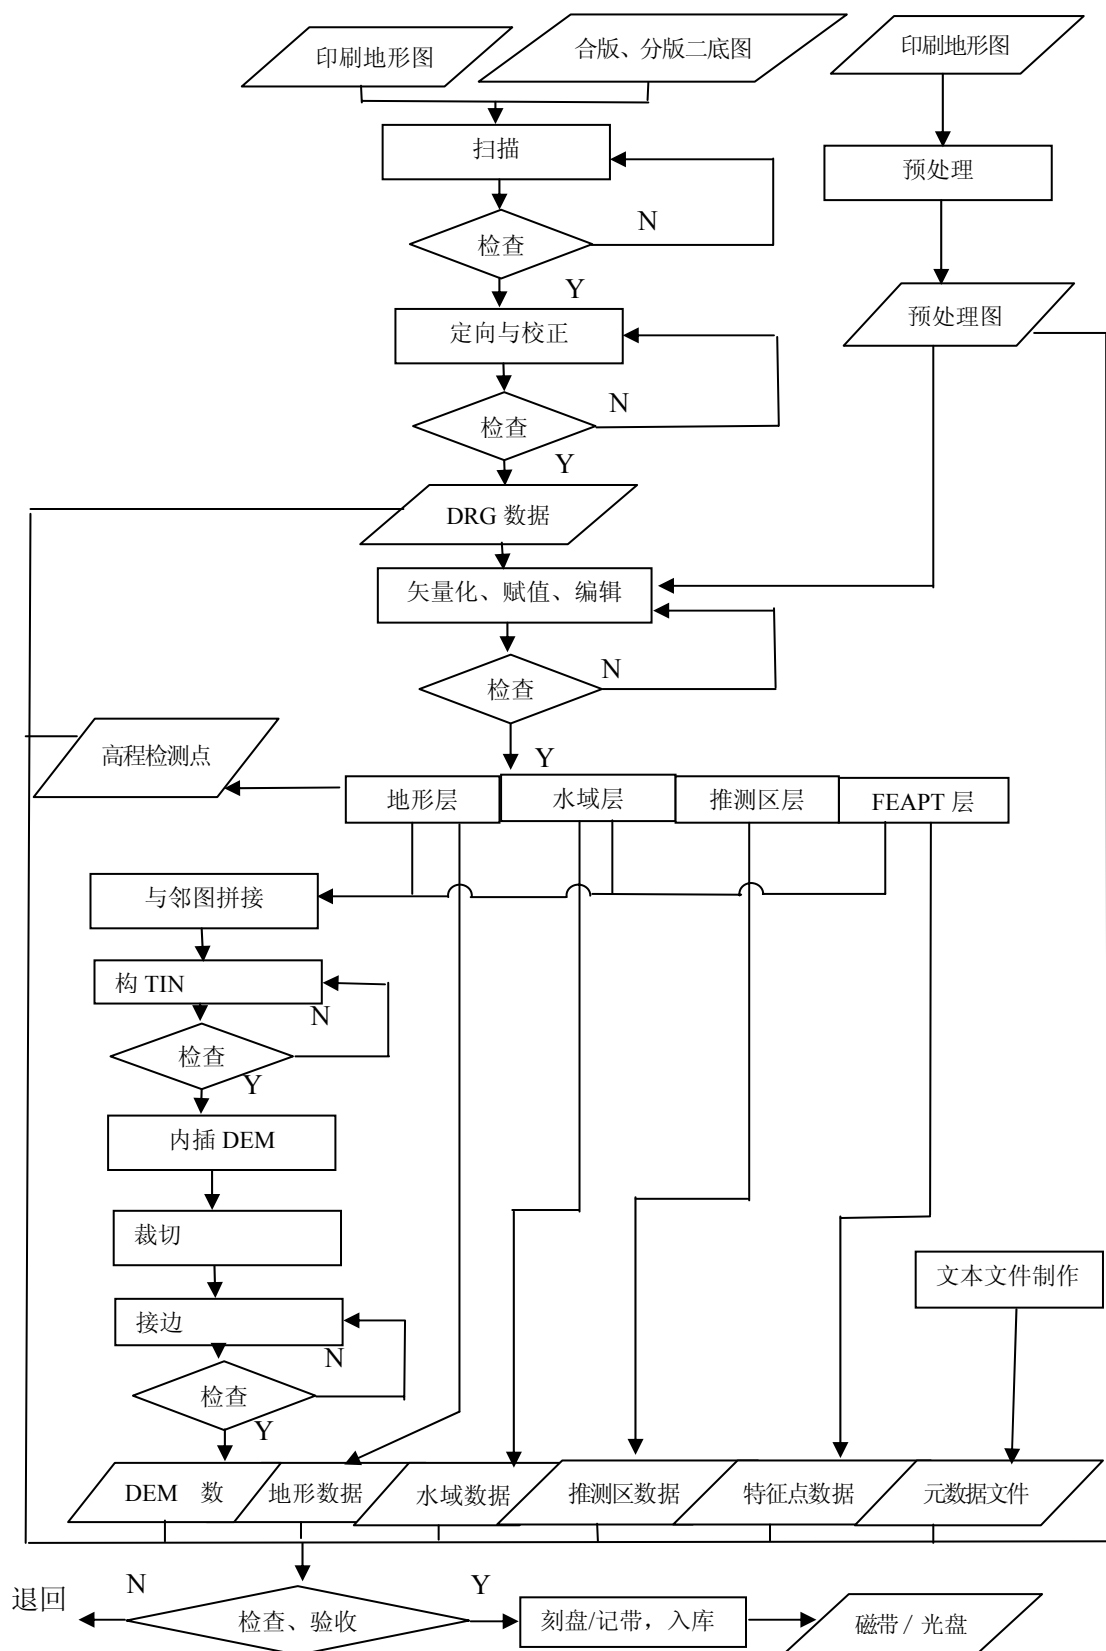 印刷地形图
合版、分版二底图
印刷地形图
扫描
预处理
N
检查
Y
预处理图
定向与校正
N
检查
Y
DRG 数据
矢量化、赋值、编辑
N
检查
Y
高程检测点
地形层
水域层
推测区层
FEAPT 层
与邻图拼接
构 TIN
N
检查
Y
内插 DEM
裁切
文本文件制作
接边
N
检查
Y
DEM 数
地形数据
水域数据
推测区数据
特征点数据
元数据文件
退回
N
检查、验收
Y
刻盘/记带，入库
磁带 / 光盘